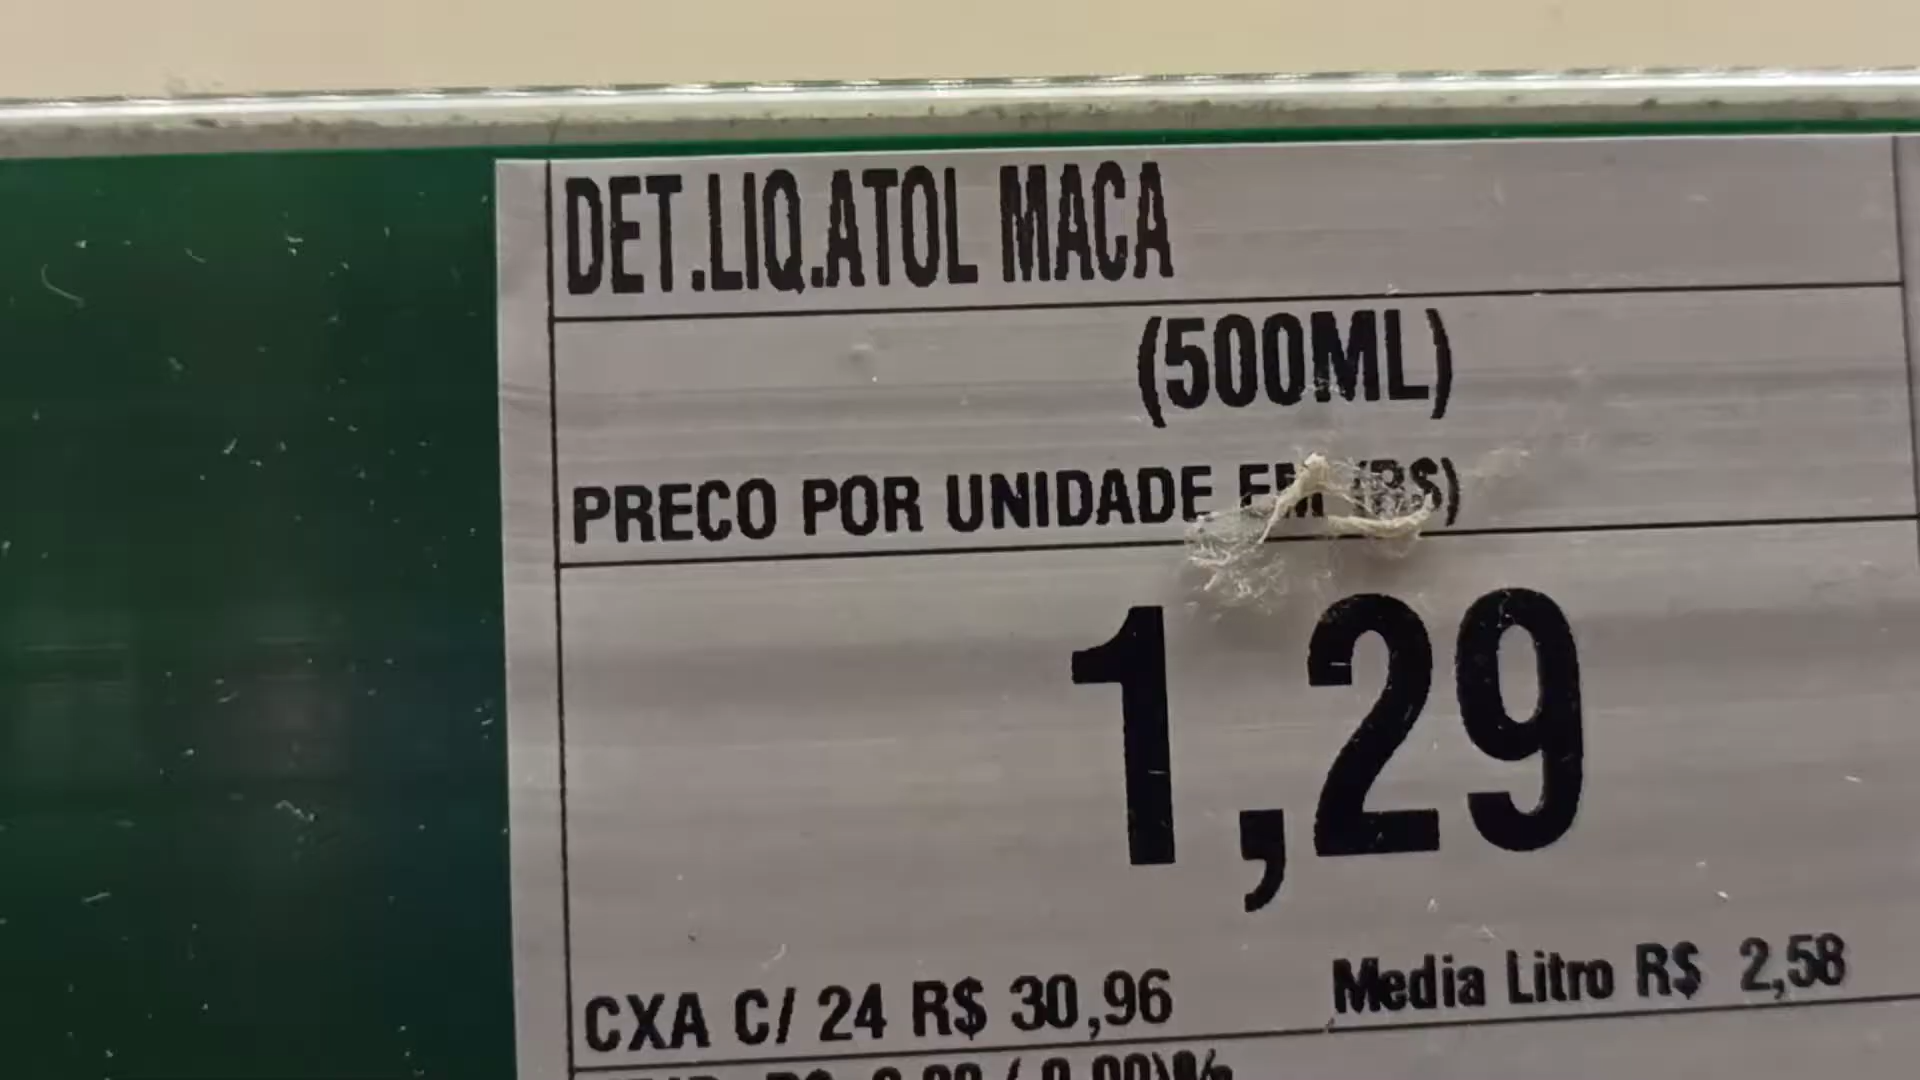 DET.LIQ.ATOL MACA
(500ML)
PRECO POR UNIDADE EM (R$)
1,29
CXA C/ 24 R$ 30,96 Media Litro R$ 2,58